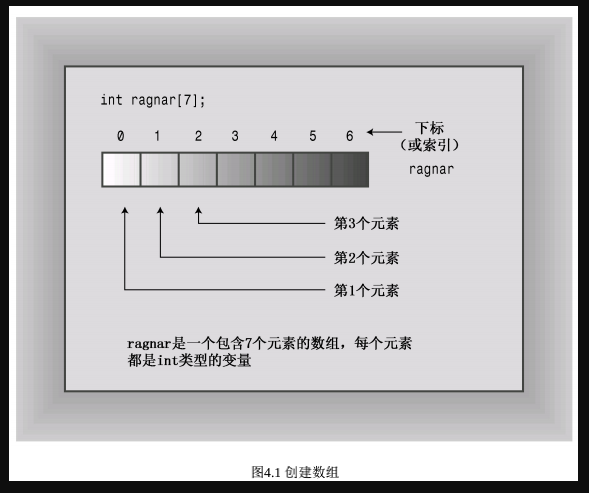 int ragnar[7];
0 1 2 3 4 5 6
下标
（或索引）
ragnar
第3个元素
第2个元素
第1个元素
ragnar是一个包含7个元素的数组，每个元素
都是int类型的变量
图4.1 创建数组